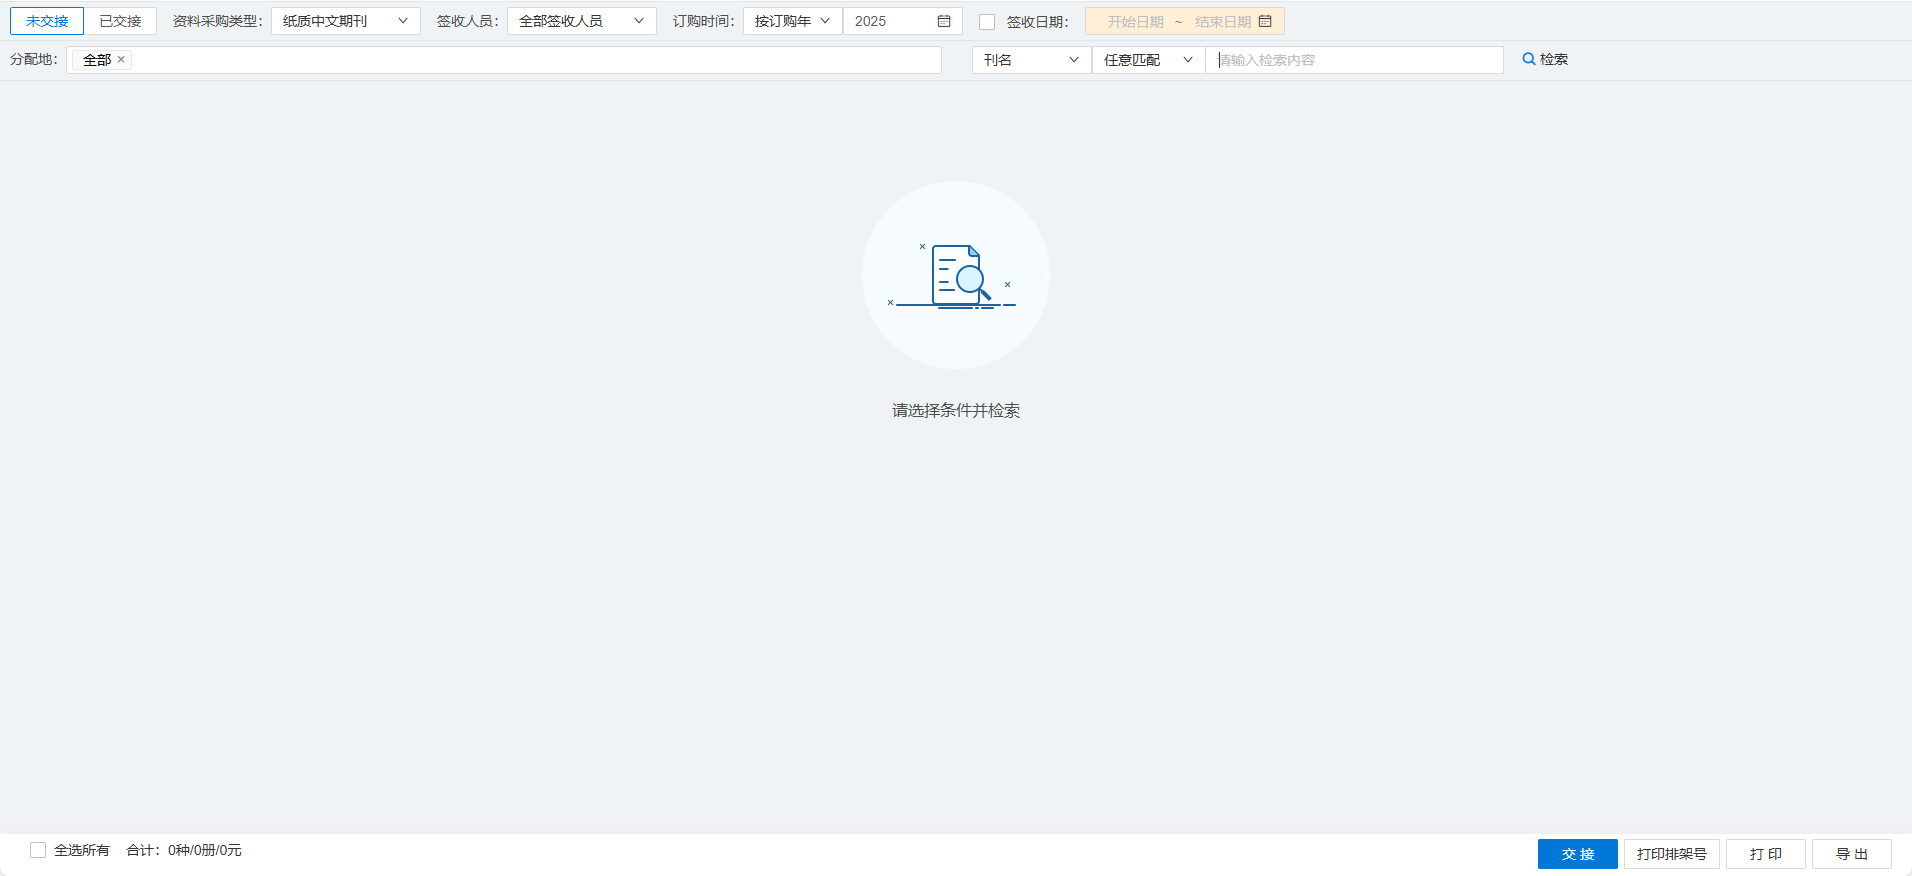 未交接 已交接 资料采购类型： 纸质中文期刊 签收人员： 全部签收人员 订购时间： 按订购年 2025 签收日期： 开始日期 ~ 结束日期
分配地： 全部 × 刊名 任意匹配 请输入检索内容 检索
请选择条件并检索
全选所有 合计：0种/0册/0元 交 接 打印排架号 打 印 导 出